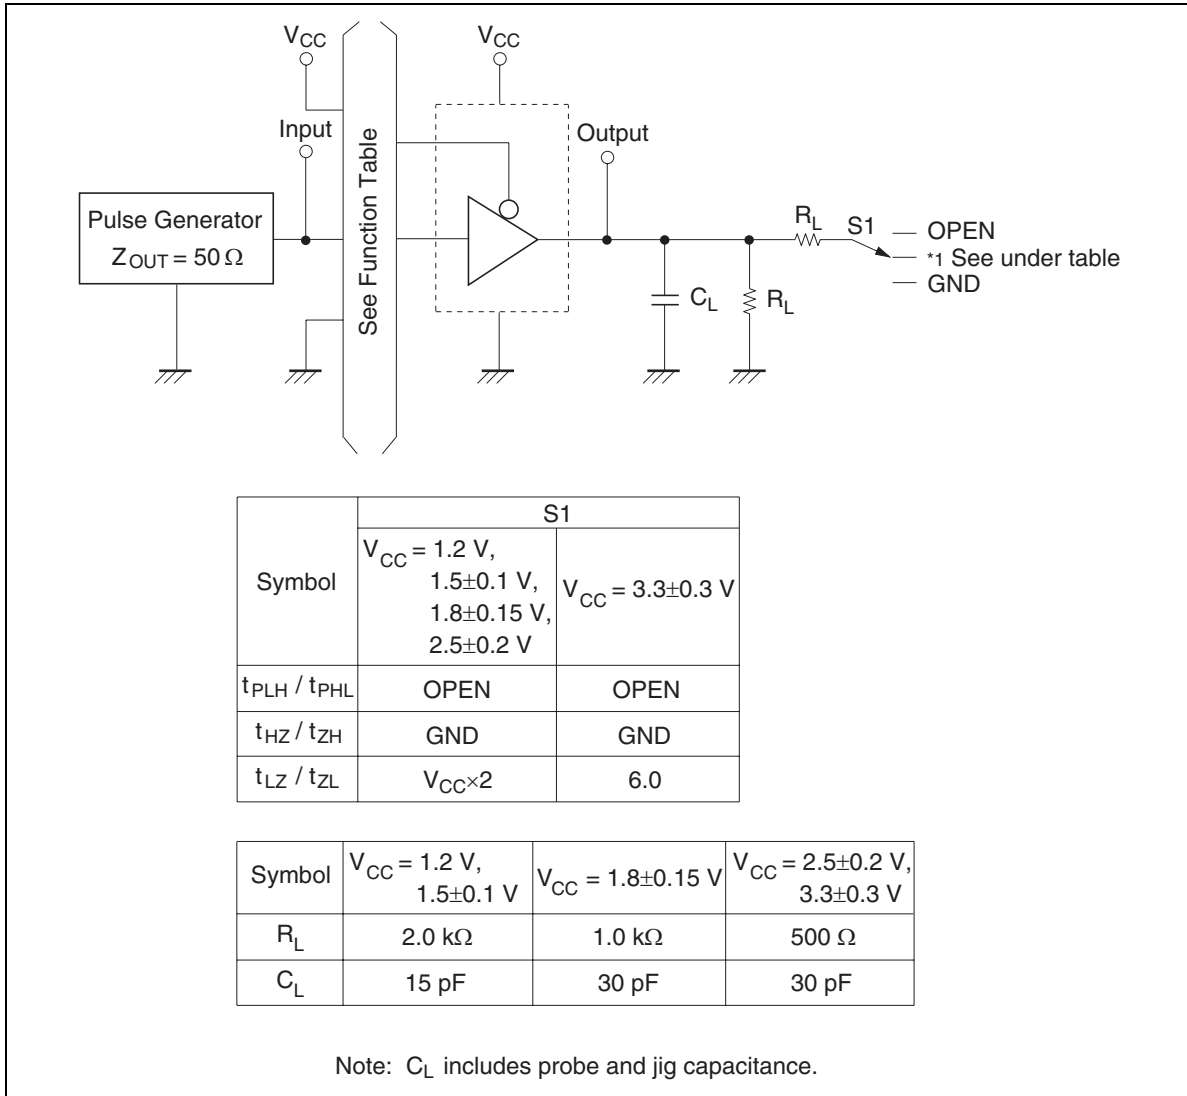 VCC
VCC
Input
Output
See Function Table
Pulse Generator
ZOUT = 50 Ω
RL
S1
OPEN
*1 See under table
GND
CL
RL
Symbol
S1
VCC = 1.2 V,
1.5±0.1 V,
1.8±0.15 V,
2.5±0.2 V
VCC = 3.3±0.3 V
tPLH / tPHL
OPEN
OPEN
tHZ / tZH
GND
GND
tLZ / tZL
VCC×2
6.0
Symbol
VCC = 1.2 V,
1.5±0.1 V
VCC = 1.8±0.15 V
VCC = 2.5±0.2 V,
3.3±0.3 V
RL
2.0 kΩ
1.0 kΩ
500 Ω
CL
15 pF
30 pF
30 pF
Note: CL includes probe and jig capacitance.